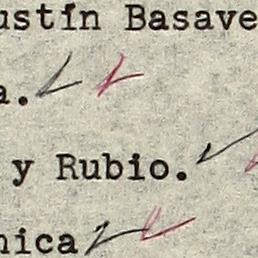 ustín Basave
a.
y Rubio.
nica